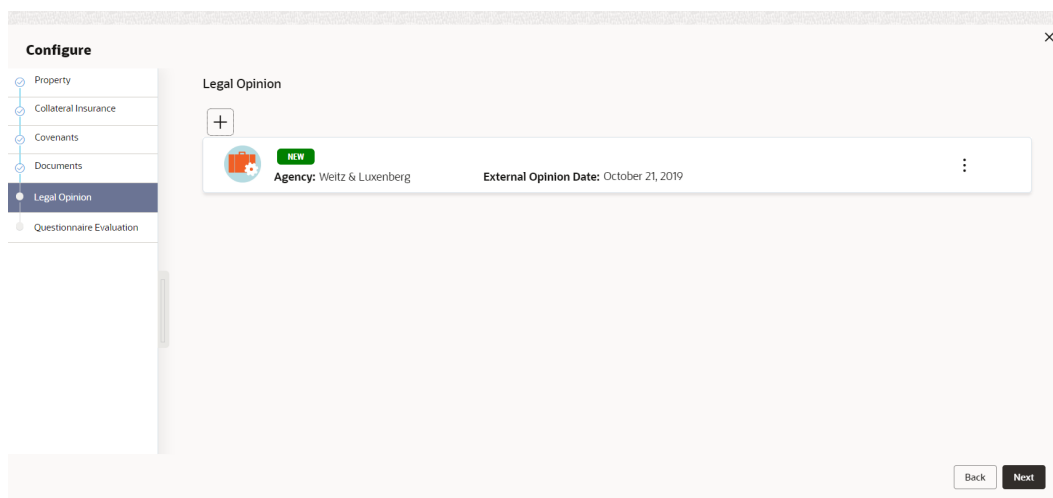 Configure
Property
Collateral Insurance
Covenants
Documents
Legal Opinion
Questionnaire Evaluation
Legal Opinion
NEW
Agency: Weitz & Luxenberg External Opinion Date: October 21, 2019
Back Next